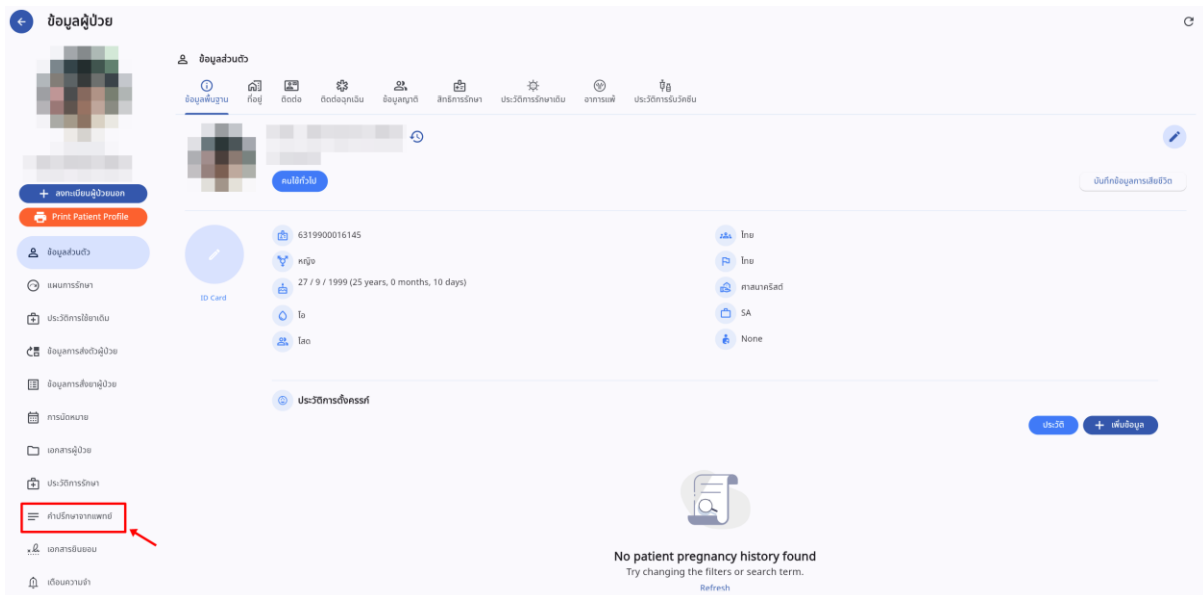 ข้อมูลผู้ป่วย
ลงทะเบียนผู้ป่วยนอก
Print Patient Profile
ข้อมูลส่วนตัว
แผนการรักษา
ประวัติการใช้ยาเดิม
ข้อมูลการส่งตัวผู้ป่วย
ข้อมูลการสั่งยาผู้ป่วย
การนัดหมาย
เอกสารผู้ป่วย
ประวัติการรักษา
คำปรึกษาจากแพทย์
เอกสารยินยอม
เตือนความจำ
ข้อมูลส่วนตัว
ข้อมูลพื้นฐาน ที่อยู่ ติดต่อ ติดต่อฉุกเฉิน ข้อมูลญาติ สิทธิการรักษา ประวัติการรักษาเดิม อาการแพ้ ประวัติการรับวัคซีน
คนไข้ทั่วไป
บันทึกข้อมูลการเสียชีวิต
ID Card
6319900016145
หญิง
27 / 9 / 1999 (25 years, 0 months, 10 days)
โอ
โสด
ไทย
ไทย
ศาสนาคริสต์
SA
None
ประวัติการตั้งครรภ์
ประวัติ เพิ่มข้อมูล
No patient pregnancy history found
Try changing the filters or search term.
Refresh